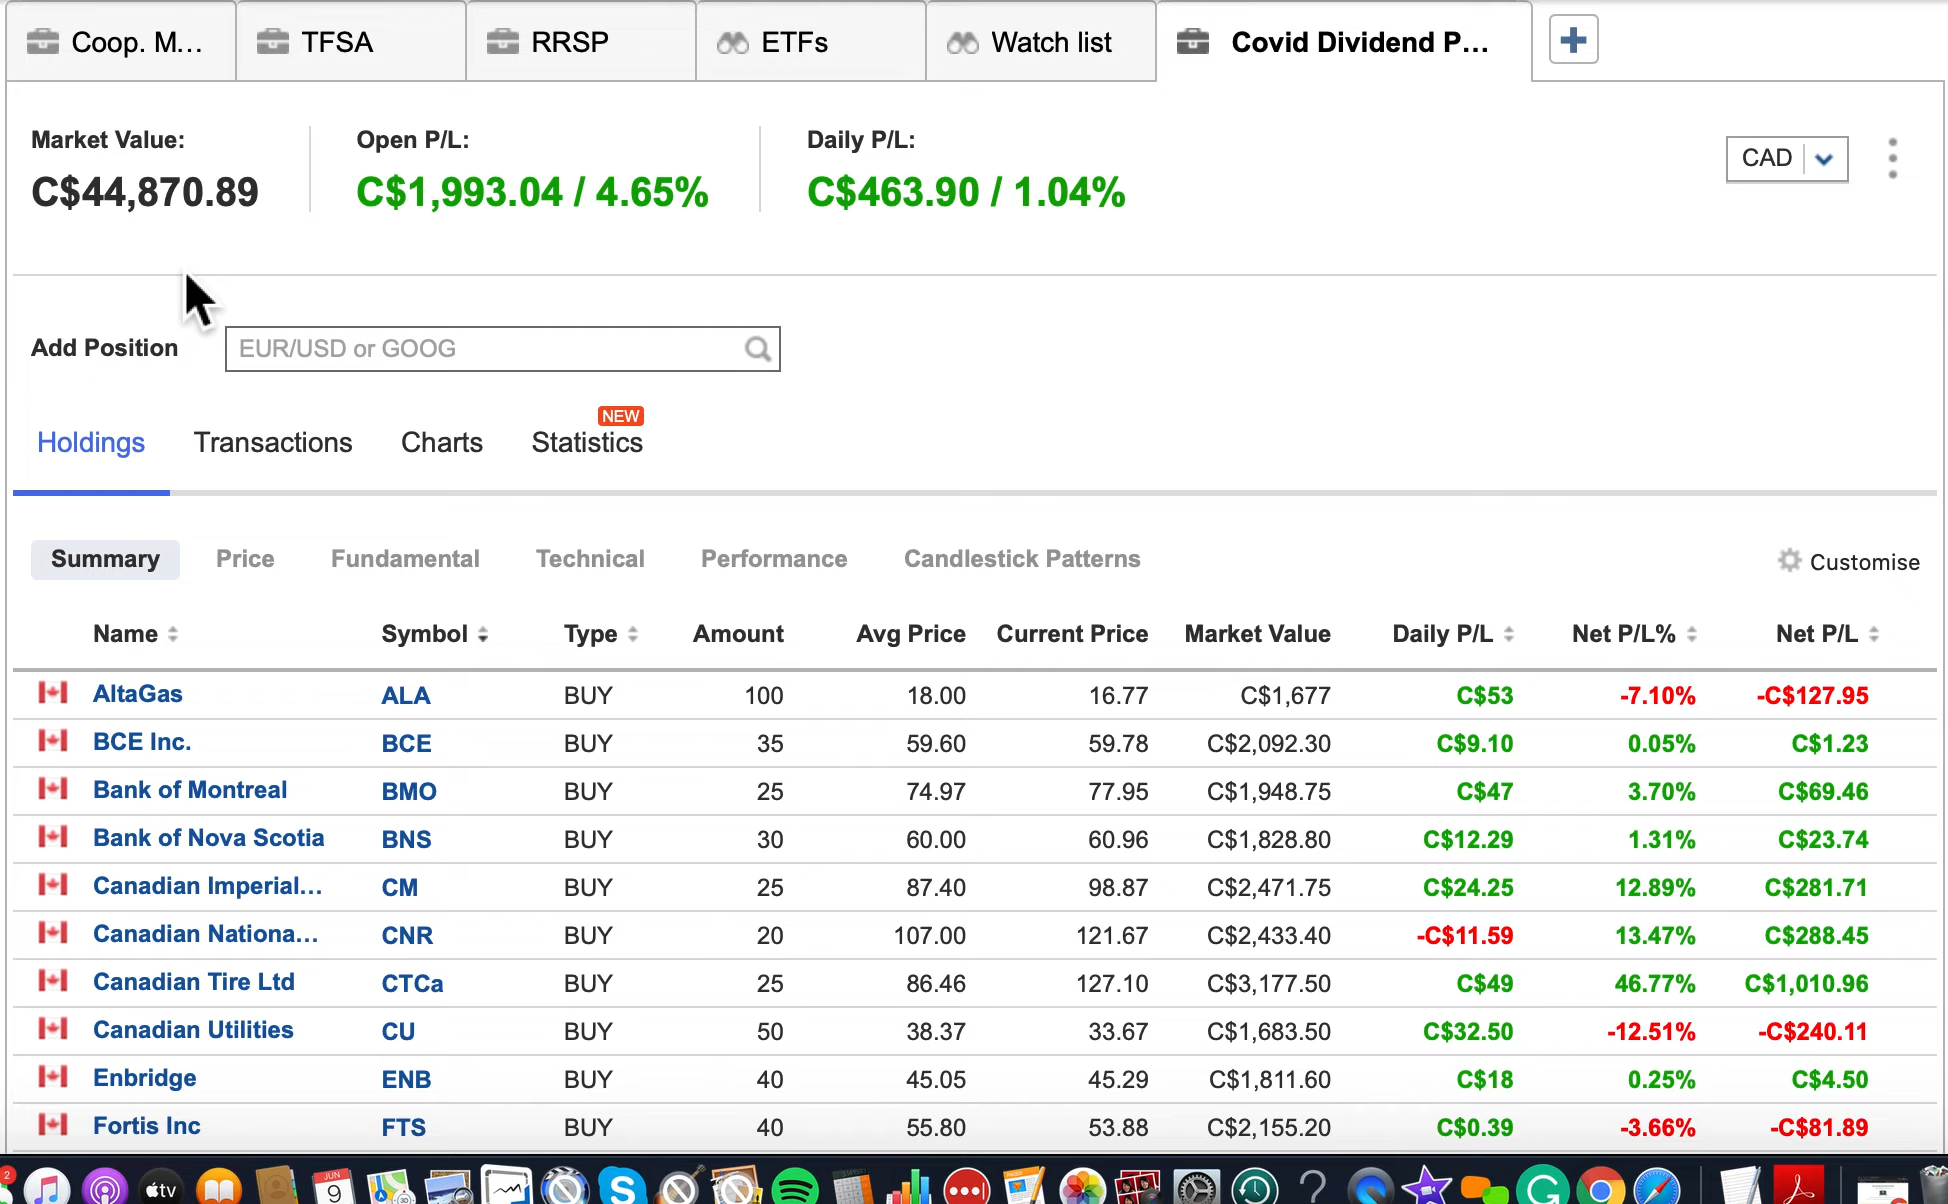 Coop. M... TFSA RRSP ETFs Watch list Covid Dividend P...
Market Value: Open P/L: Daily P/L:
C$44,870.89 C$1,993.04 / 4.65% C$463.90 / 1.04% CAD
Add Position EUR/USD or GOOG
NEW
Holdings Transactions Charts Statistics
Summary Price Fundamental Technical Performance Candlestick Patterns Customise
Name Symbol Type Amount Avg Price Current Price Market Value Daily P/L Net P/L% Net P/L
AltaGas ALA BUY 100 18.00 16.77 C$1,677 C$53 -7.10% -C$127.95
BCE Inc. BCE BUY 35 59.60 59.78 C$2,092.30 C$9.10 0.05% C$1.23
Bank of Montreal BMO BUY 25 74.97 77.95 C$1,948.75 C$47 3.70% C$69.46
Bank of Nova Scotia BNS BUY 30 60.00 60.96 C$1,828.80 C$12.29 1.31% C$23.74
Canadian Imperial... CM BUY 25 87.40 98.87 C$2,471.75 C$24.25 12.89% C$281.71
Canadian Nationa... CNR BUY 20 107.00 121.67 C$2,433.40 -C$11.59 13.47% C$288.45
Canadian Tire Ltd CTCa BUY 25 86.46 127.10 C$3,177.50 C$49 46.77% C$1,010.96
Canadian Utilities CU BUY 50 38.37 33.67 C$1,683.50 C$32.50 -12.51% -C$240.11
Enbridge ENB BUY 40 45.05 45.29 C$1,811.60 C$18 0.25% C$4.50
Fortis Inc FTS BUY 40 55.80 53.88 C$2,155.20 C$0.39 -3.66% -C$81.89
2 tv JUN 9